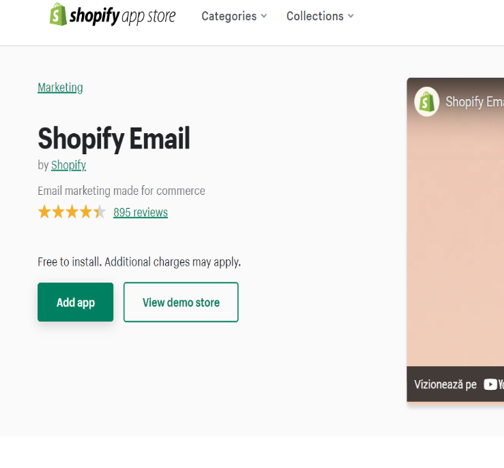 shopify app store
Categories
Collections
Marketing
Shopify Email
by Shopify
Email marketing made for commerce
895 reviews
Free to install. Additional charges may apply.
Add app
View demo store
Shopify
Vizionează pe